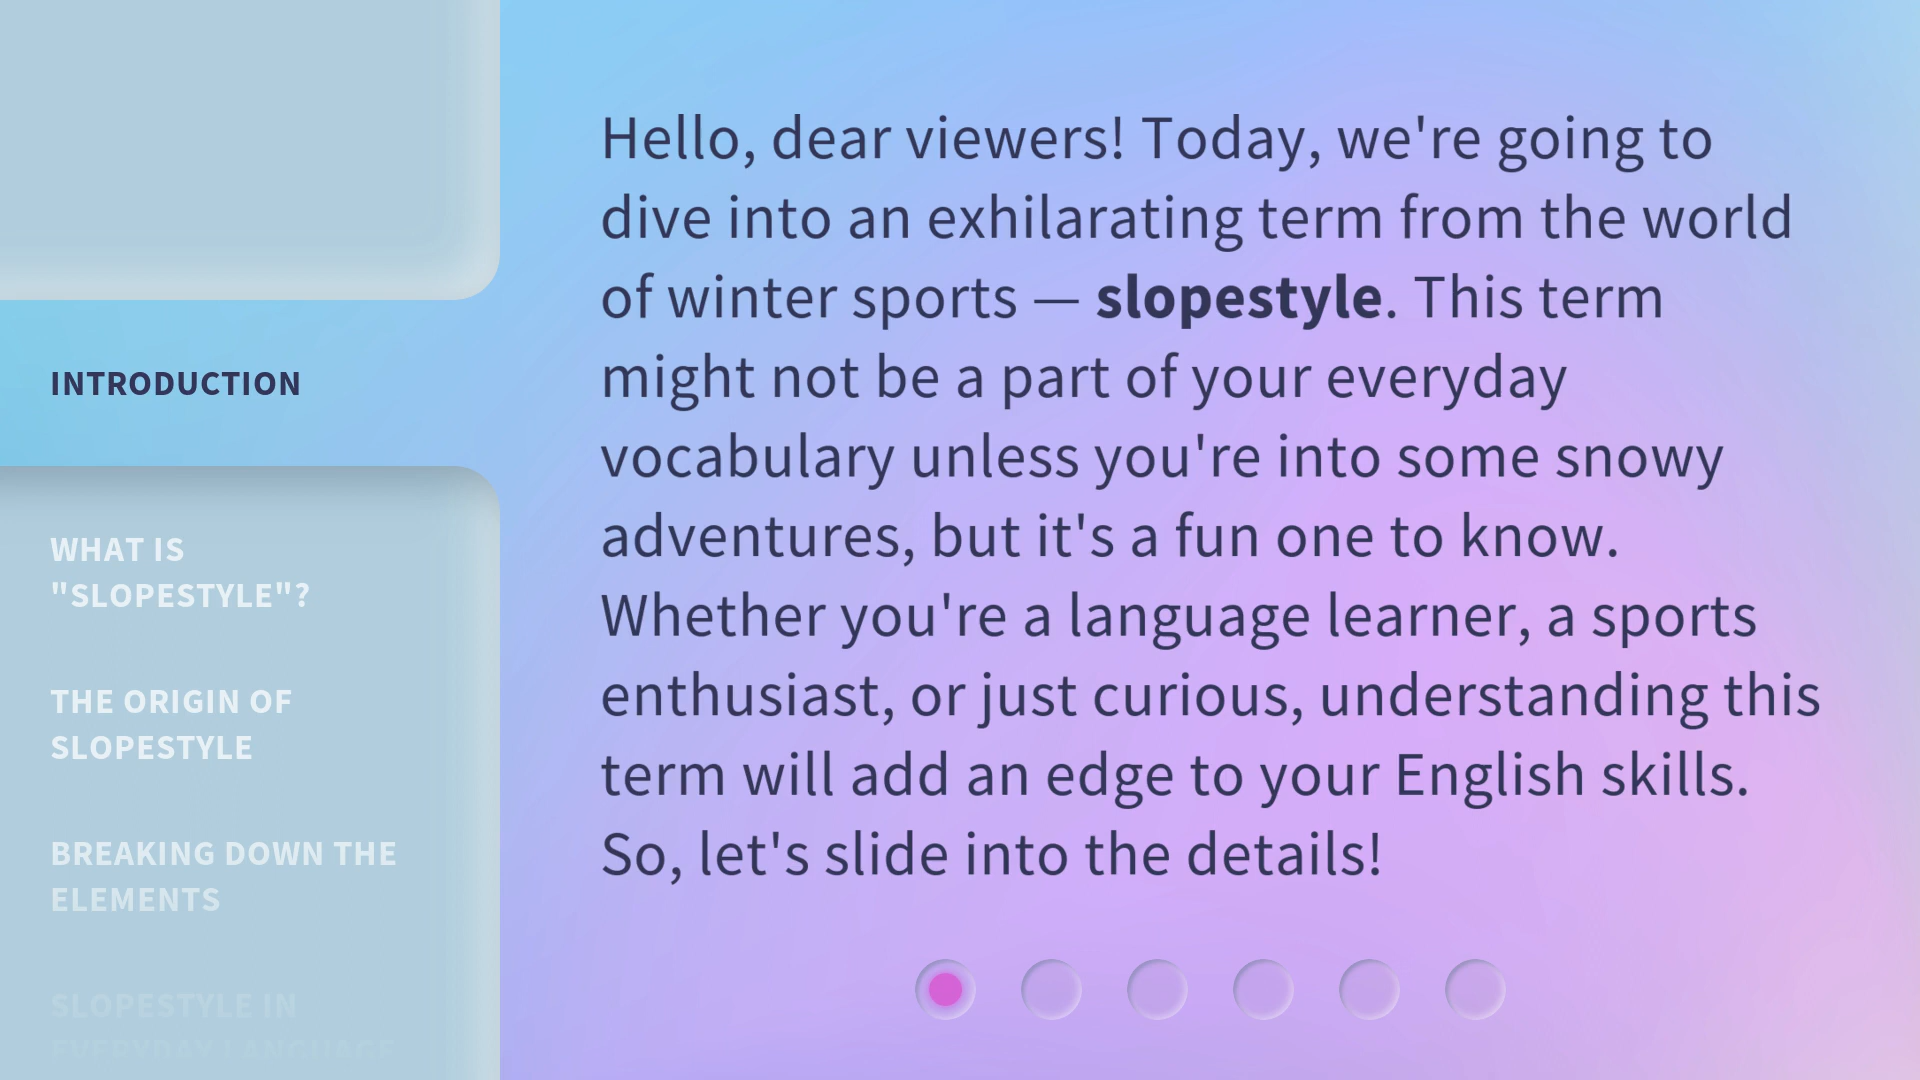 INTRODUCTION
WHAT IS
"SLOPESTYLE"?
THE ORIGIN OF
SLOPESTYLE
BREAKING DOWN THE
ELEMENTS
SLOPESTYLE IN
EVERYDAY LANGUAGE
Hello, dear viewers! Today, we're going to
dive into an exhilarating term from the world
of winter sports — slopestyle. This term
might not be a part of your everyday
vocabulary unless you're into some snowy
adventures, but it's a fun one to know.
Whether you're a language learner, a sports
enthusiast, or just curious, understanding this
term will add an edge to your English skills.
So, let's slide into the details!